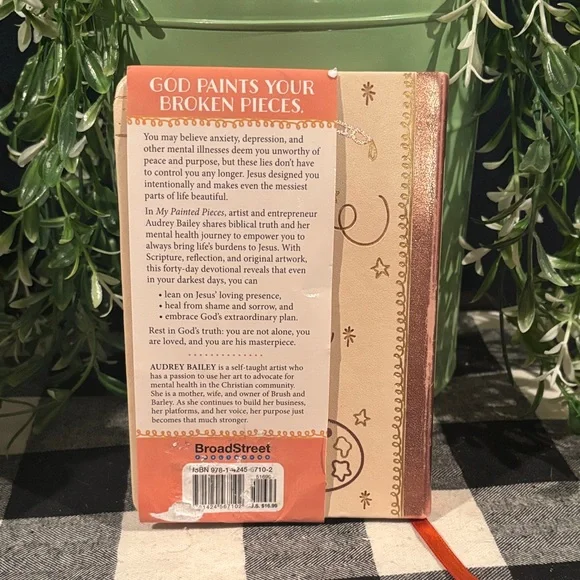 GOD PAINTS YOUR
BROKEN PIECES.
You may believe anxiety, depression, and
other mental illnesses deem you unworthy of
peace and purpose, but these lies don't have
to control you any longer. Jesus designed you
intentionally and makes even the messiest
parts of life beautiful.
In My Painted Pieces, artist and entrepreneur
Audrey Bailey shares biblical truth and her
mental health journey to empower you to
always bring life's burdens to Jesus. With
Scripture, reflection, and original artwork,
this forty-day devotional reveals that even
in your darkest days, you can
• lean on Jesus' loving presence,
• heal from shame and sorrow, and
• embrace God's extraordinary plan.
Rest in God's truth: you are not alone, you
are loved, and you are his masterpiece.
AUDREY BAILEY is a self-taught artist who
has a passion to use her art to advocate for
mental health in the Christian community.
She is a mother, wife, and owner of Brush and
Barley. As she continues to build her business,
her platforms, and her voice, her purpose just
becomes that much stronger.
BroadStreet
ISBN 978-1-4245-6710-2